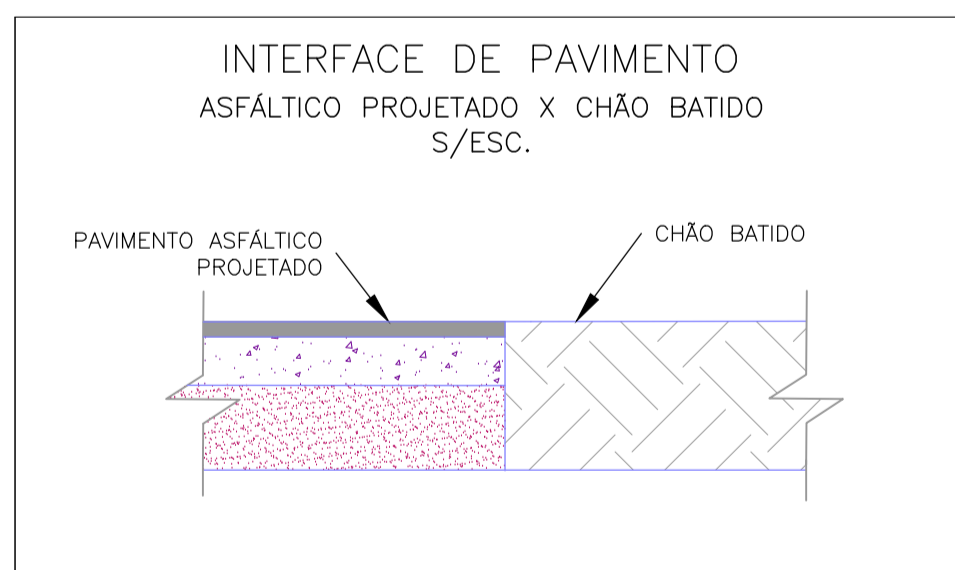 INTERFACE DE PAVIMENTO
ASFÁLTICO PROJETADO X CHÃO BATIDO
S/ESC.
PAVIMENTO ASFÁLTICO
PROJETADO
CHÃO BATIDO